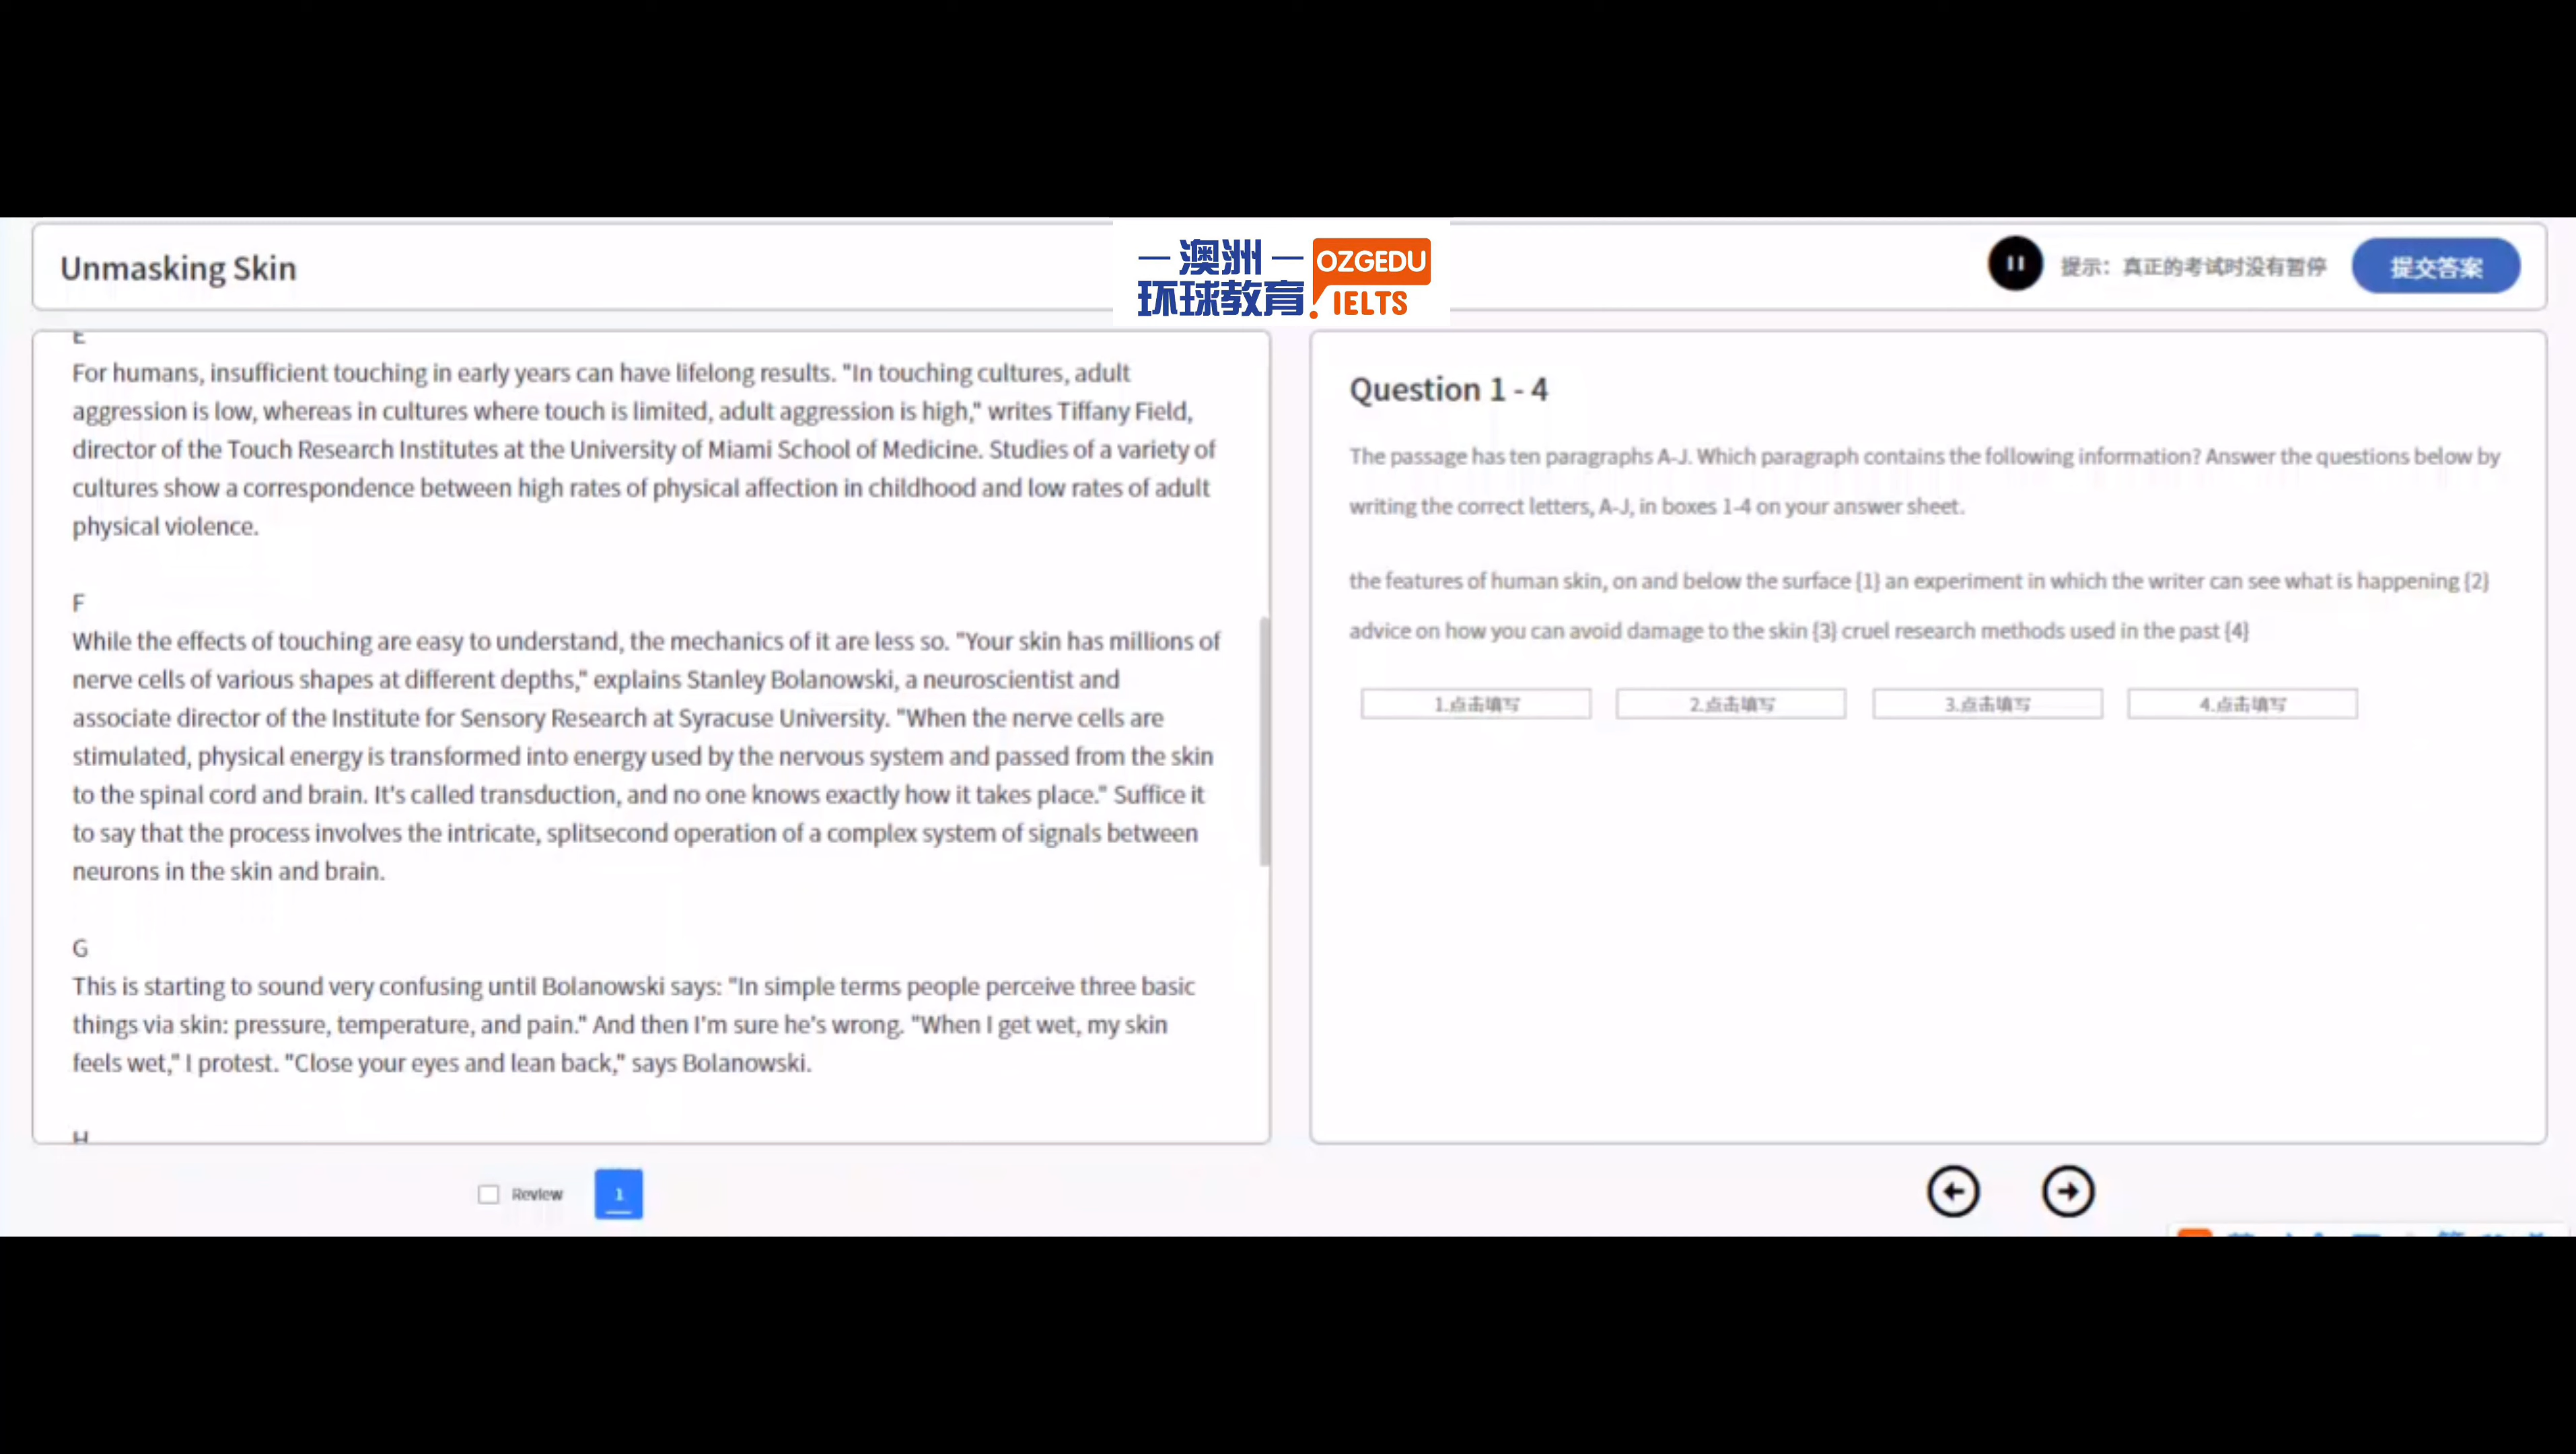 Unmasking Skin
澳洲
环球教育
OZGEDU
IELTS
提示：真正的考试时没有暂停
提交答案
E
For humans, insufficient touching in early years can have lifelong results. "In touching cultures, adult
aggression is low, whereas in cultures where touch is limited, adult aggression is high," writes Tiffany Field,
director of the Touch Research Institutes at the University of Miami School of Medicine. Studies of a variety of
cultures show a correspondence between high rates of physical affection in childhood and low rates of adult
physical violence.
F
While the effects of touching are easy to understand, the mechanics of it are less so. "Your skin has millions of
nerve cells of various shapes at different depths," explains Stanley Bolanowski, a neuroscientist and
associate director of the Institute for Sensory Research at Syracuse University. "When the nerve cells are
stimulated, physical energy is transformed into energy used by the nervous system and passed from the skin
to the spinal cord and brain. It's called transduction, and no one knows exactly how it takes place." Suffice it
to say that the process involves the intricate, splitsecond operation of a complex system of signals between
neurons in the skin and brain.
G
This is starting to sound very confusing until Bolanowski says: "In simple terms people perceive three basic
things via skin: pressure, temperature, and pain." And then I'm sure he's wrong. "When I get wet, my skin
feels wet," I protest. "Close your eyes and lean back," says Bolanowski.
H
Question 1 - 4
The passage has ten paragraphs A-J. Which paragraph contains the following information? Answer the questions below by
writing the correct letters, A-J, in boxes 1-4 on your answer sheet.
the features of human skin, on and below the surface {1} an experiment in which the writer can see what is happening {2}
advice on how you can avoid damage to the skin {3} cruel research methods used in the past {4}
1.点击填写 2.点击填写 3.点击填写 4.点击填写
Review 1